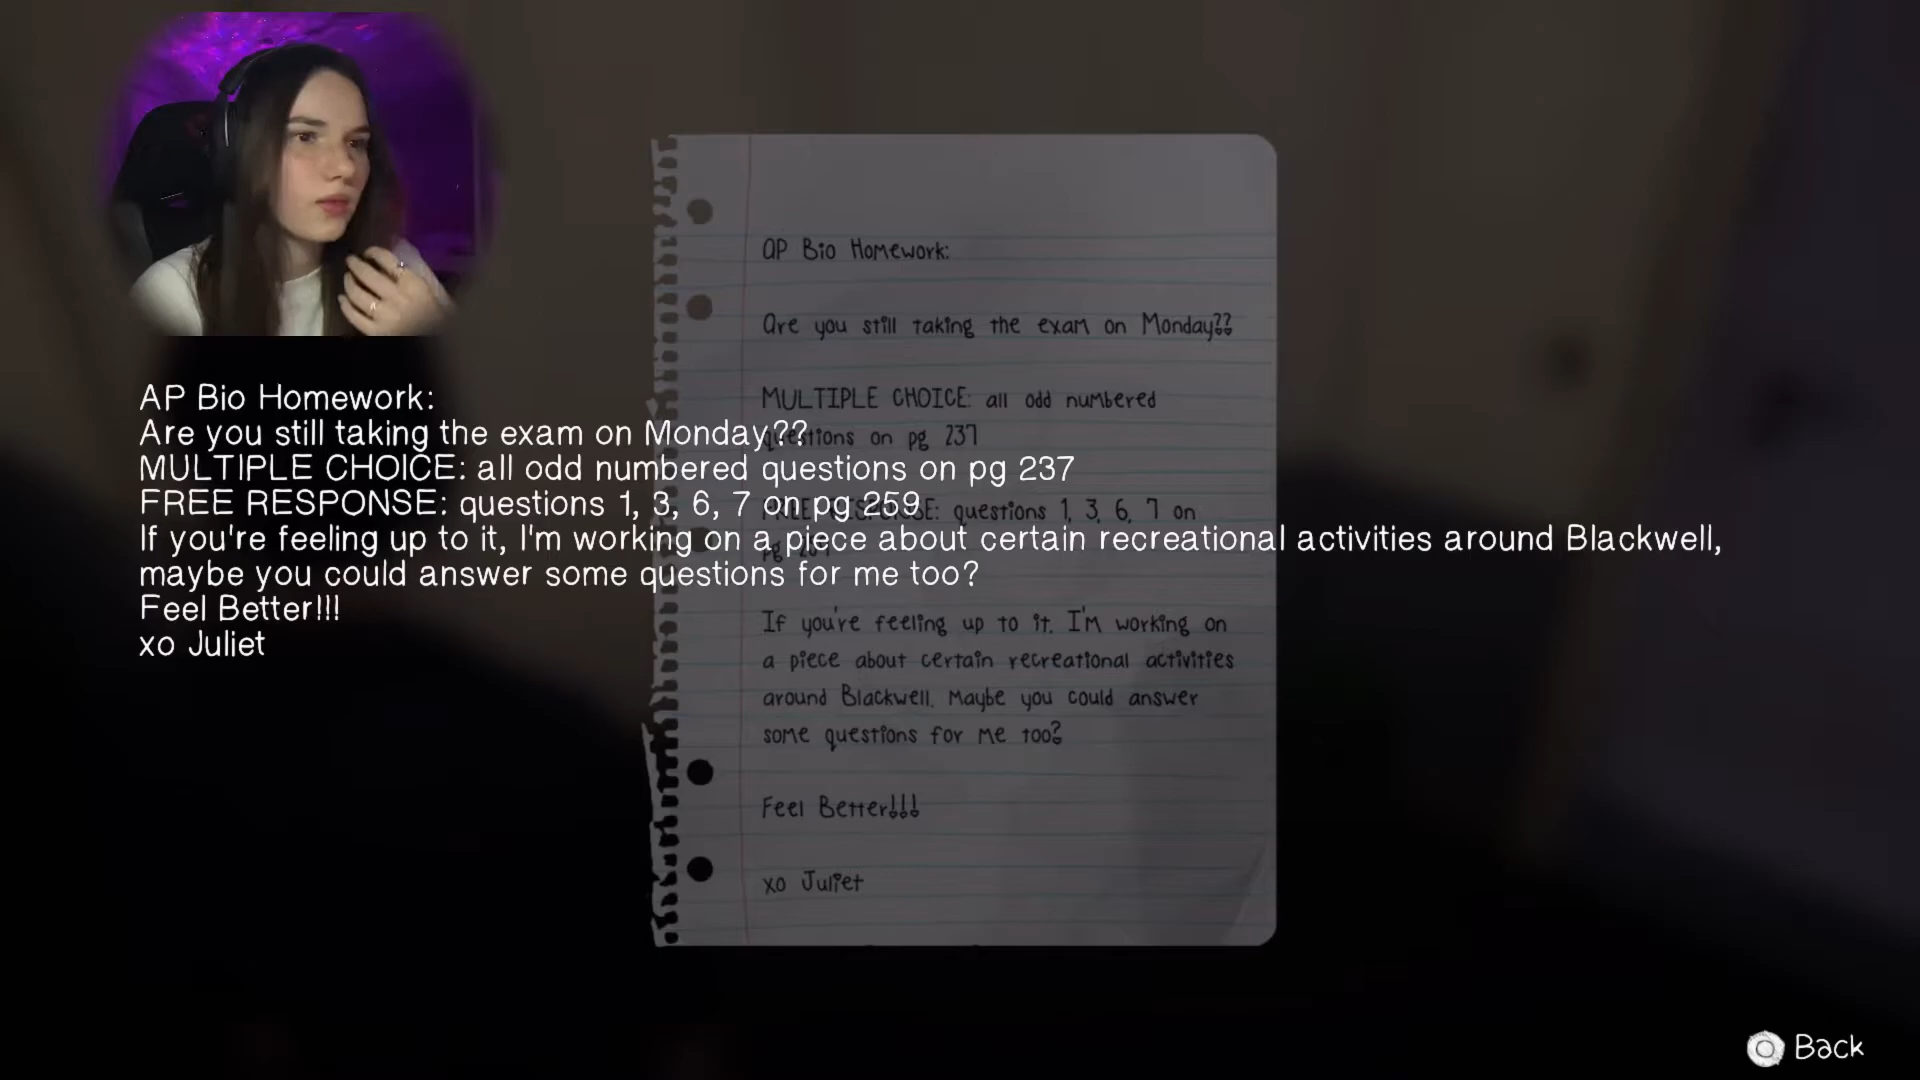 AP Bio Homework:
Are you still taking the exam on Monday??
MULTIPLE CHOICE: all odd numbered questions on pg 237
FREE RESPONSE: questions 1, 3, 6, 7 on pg 259
If you're feeling up to it, I'm working on a piece about certain recreational activities around Blackwell,
maybe you could answer some questions for me too?
Feel Better!!!
xo Juliet
AP Bio Homework:
Are you still taking the exam on Monday??
MULTIPLE CHOICE: all odd numbered
questions on pg 237
FREE RESPONSE: questions 1, 3, 6, 7 on
pg
If you're feeling up to it, I'm working on
a piece about certain recreational activities
around Blackwell. Maybe you could answer
some questions for me too?
Feel Better!!!
xo Juliet
Back